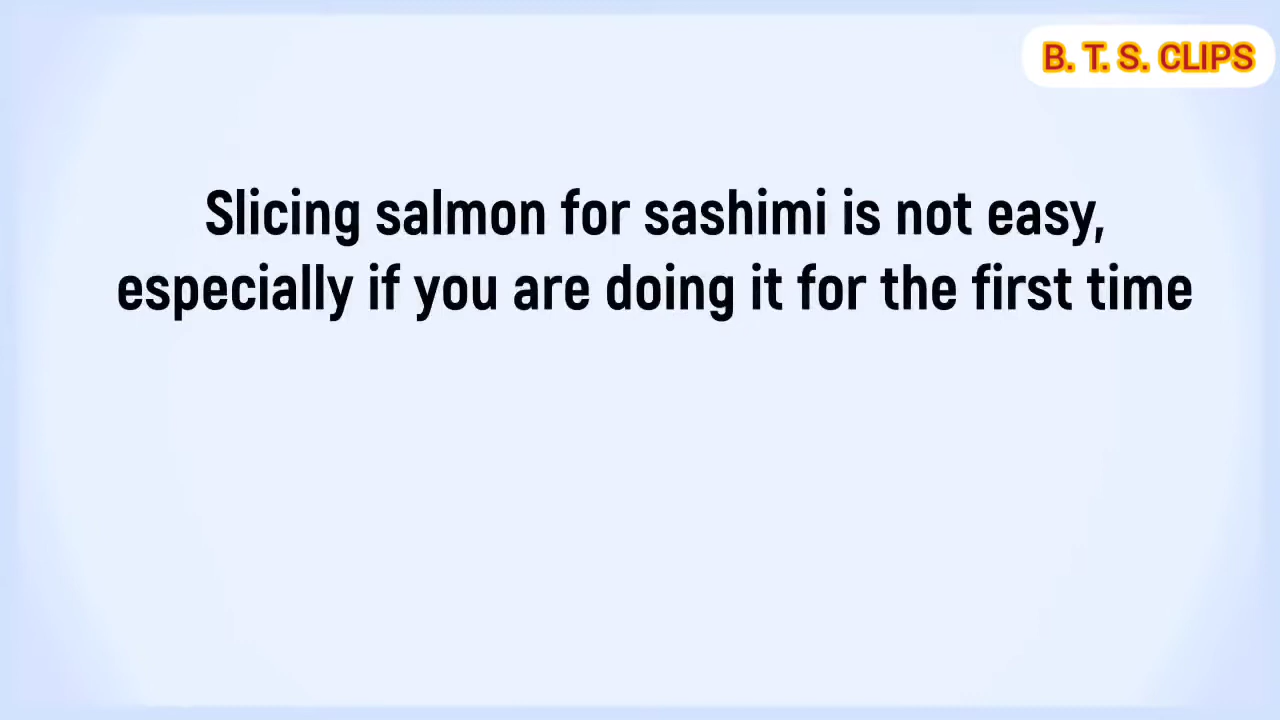 B. T. S. CLIPS
Slicing salmon for sashimi is not easy,
especially if you are doing it for the first time